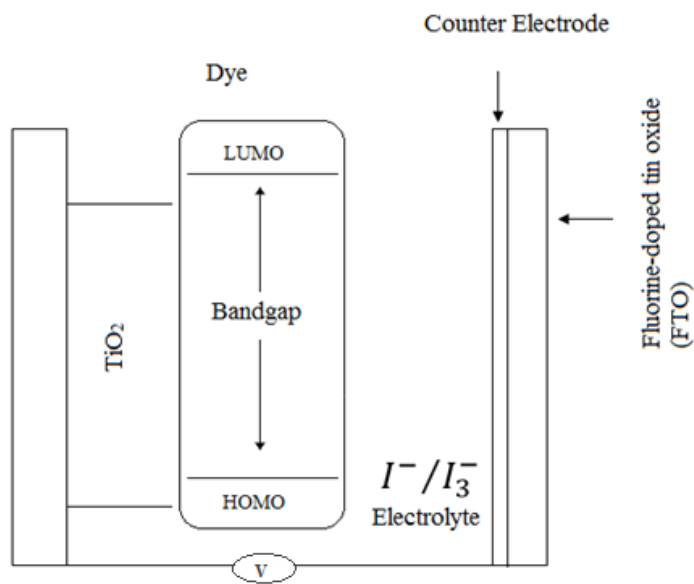 Counter Electrode
Dye
LUMO
Bandgap
TiO₂
HOMO
I⁻/I₃⁻
Electrolyte
Fluorine-doped tin oxide
(FTO)
V